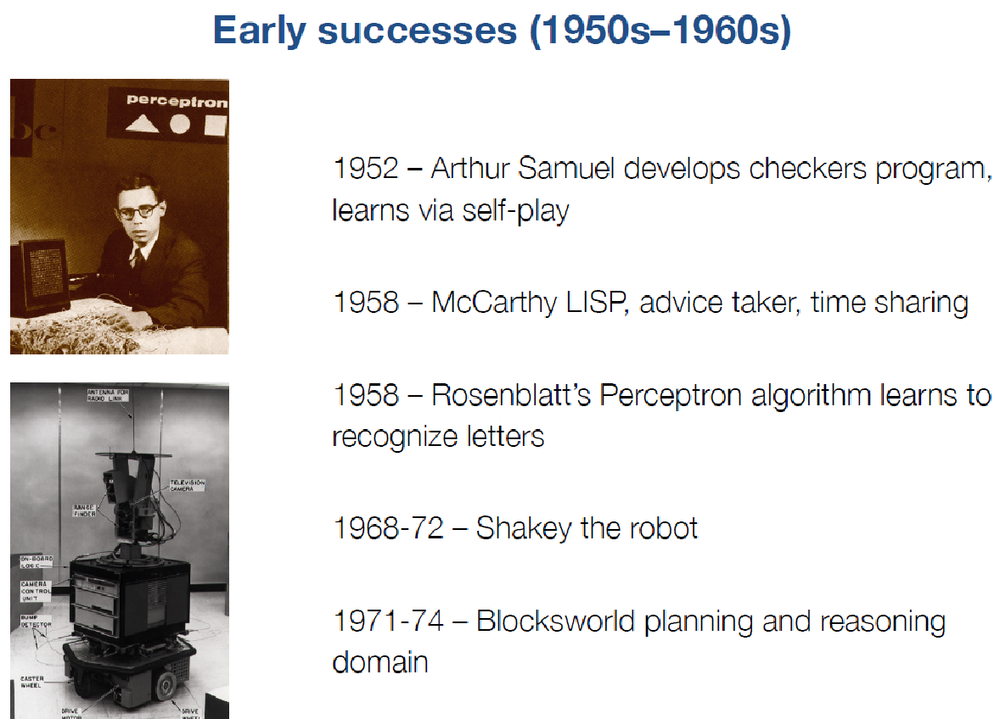 Early successes (1950s–1960s)
perceptron
bc
1952 – Arthur Samuel develops checkers program,
learns via self-play
1958 – McCarthy LISP, advice taker, time sharing
1958 – Rosenblatt's Perceptron algorithm learns to
recognize letters
1968-72 – Shakey the robot
1971-74 – Blocksworld planning and reasoning
domain
ANTENNA FOR
RADIO LINK
TELEVISION
CAMERA
RANGE
FINDER
ON-BOARD
LOGIC
CAMERA
CONTROL
UNIT
BUMP
DETECTOR
CASTER
WHEEL
DRIVE
MOTOR
DRIVE
WHEEL